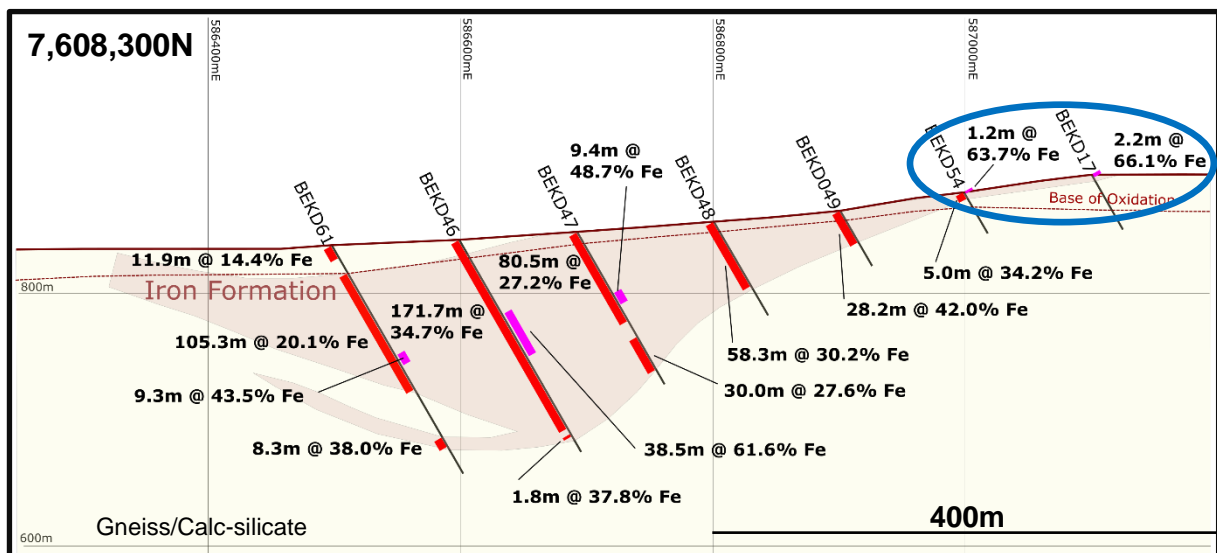 7,608,300N
586400mE
586600mE
586800mE
587000mE
BEKD61
BEKD46
BEKD47
BEKD48
BEKD049
BEKD54
BEKD17
9.4m @
48.7% Fe
1.2m @
63.7% Fe
2.2m @
66.1% Fe
Base of Oxidation
11.9m @ 14.4% Fe
80.5m @
27.2% Fe
5.0m @ 34.2% Fe
Iron Formation
800m
171.7m @
34.7% Fe
28.2m @ 42.0% Fe
105.3m @ 20.1% Fe
58.3m @ 30.2% Fe
9.3m @ 43.5% Fe
30.0m @ 27.6% Fe
8.3m @ 38.0% Fe
38.5m @ 61.6% Fe
1.8m @ 37.8% Fe
Gneiss/Calc-silicate
400m
600m